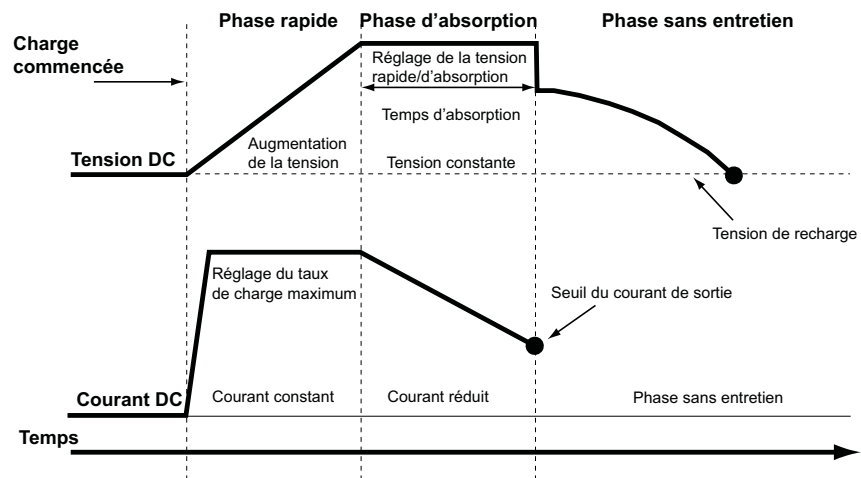 Phase rapide
Phase d'absorption
Phase sans entretien
Charge
commencée
Réglage de la tension
rapide/d'absorption
Temps d'absorption
Augmentation
de la tension
Tension constante
Tension DC
Tension de recharge
Réglage du taux
de charge maximum
Seuil du courant de sortie
Courant DC
Courant constant
Courant réduit
Phase sans entretien
Temps